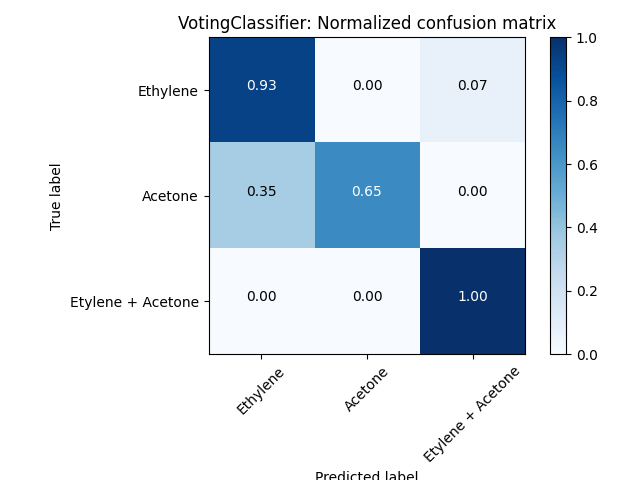 VotingClassifier: Normalized confusion matrix
True label
Ethylene
Acetone
Etylene + Acetone
0.93 0.00 0.07
0.35 0.65 0.00
0.00 0.00 1.00
Ethylene
Acetone
Etylene + Acetone
Predicted label
1.0
0.8
0.6
0.4
0.2
0.0